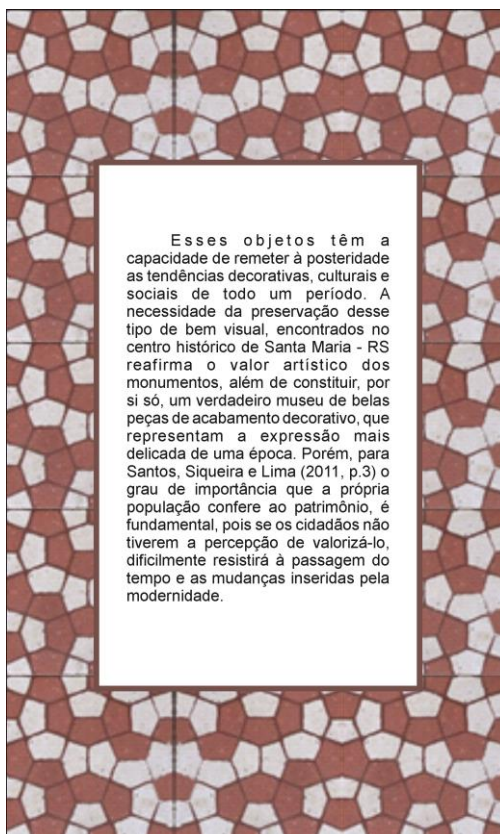 Esses objetos têm a
capacidade de remeter à posteridade
as tendências decorativas, culturais e
sociais de todo um período. A
necessidade da preservação desse
tipo de bem visual, encontrados no
centro histórico de Santa Maria - RS
reafirma o valor artístico dos
monumentos, além de constituir, por
si só, um verdadeiro museu de belas
peças de acabamento decorativo, que
representam a expressão mais
delicada de uma época. Porém, para
Santos, Siqueira e Lima (2011, p.3) o
grau de importância que a própria
população confere ao patrimônio, é
fundamental, pois se os cidadãos não
tiverem a percepção de valorizá-lo,
dificilmente resistirá à passagem do
tempo e as mudanças inseridas pela
modernidade.